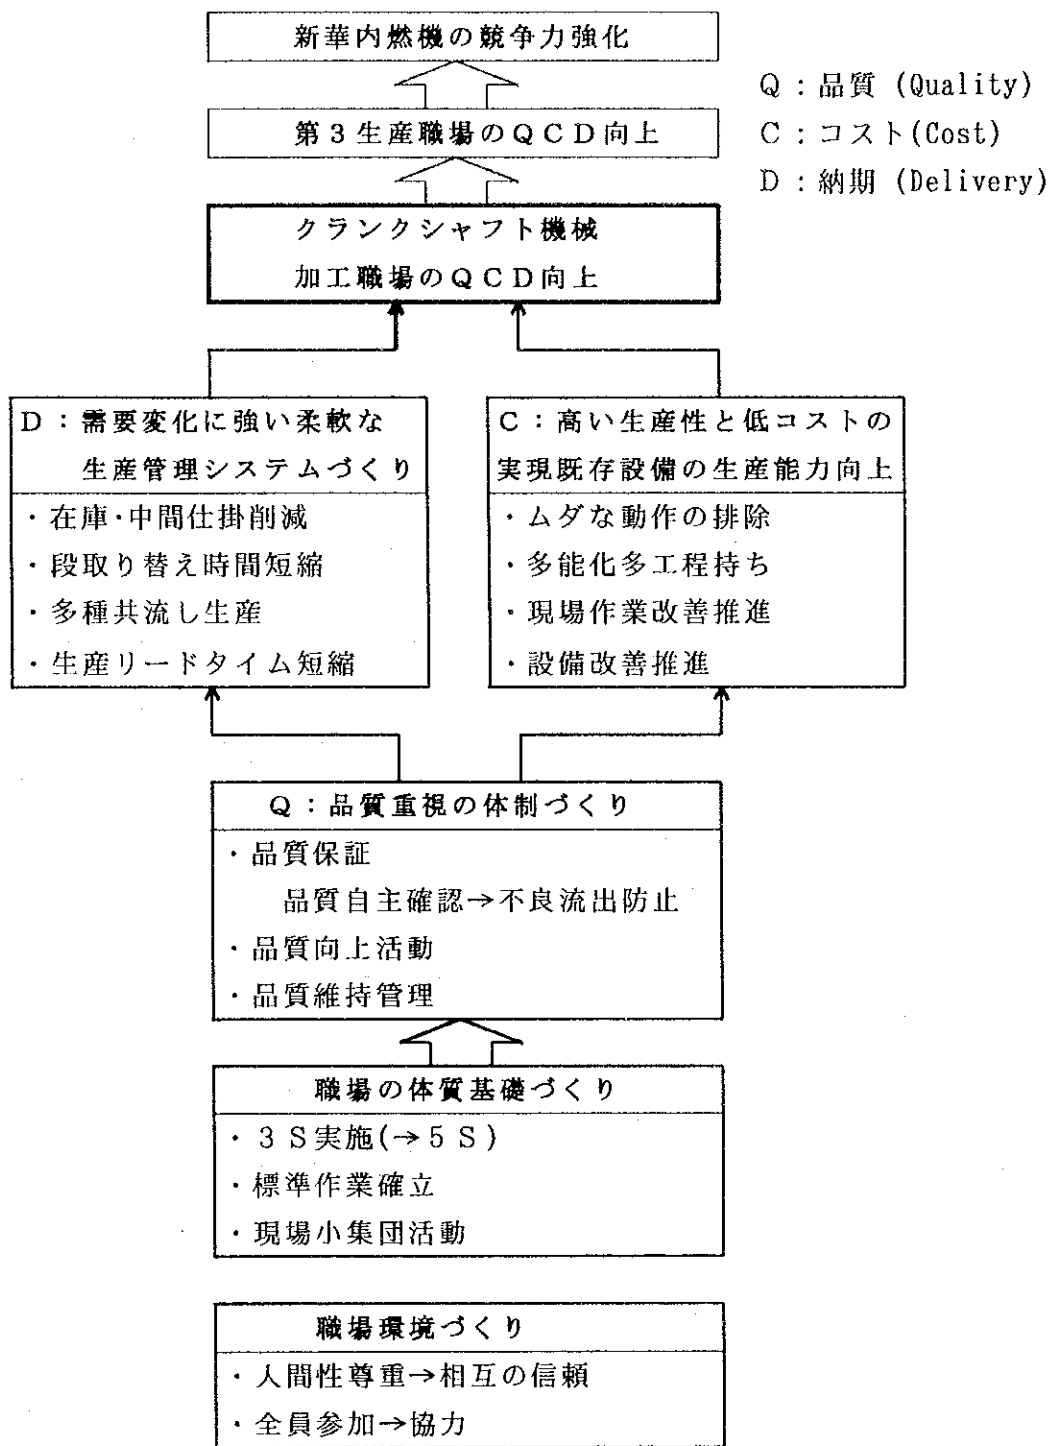 新華内燃機の競争力強化
第3生産職場のQCD向上
Q:品質 (Quality)
C:コスト(Cost)
D:納期 (Delivery)
クランクシャフト機械
加工職場のQCD向上
D:需要変化に強い柔軟な
生産管理システムづくり
・在庫・中間仕掛削減
・段取り替え時間短縮
・多種共流し生産
・生産リードタイム短縮
C:高い生産性と低コストの
実現既存設備の生産能力向上
・ムダな動作の排除
・多能化多工程持ち
・現場作業改善推進
・設備改善推進
Q:品質重視の体制づくり
・品質保証
品質自主確認→不良流出防止
・品質向上活動
・品質維持管理
職場の体質基礎づくり
・3S実施(→5S)
・標準作業確立
・現場小集団活動
職場環境づくり
・人間性尊重→相互の信頼
・全員参加→協力